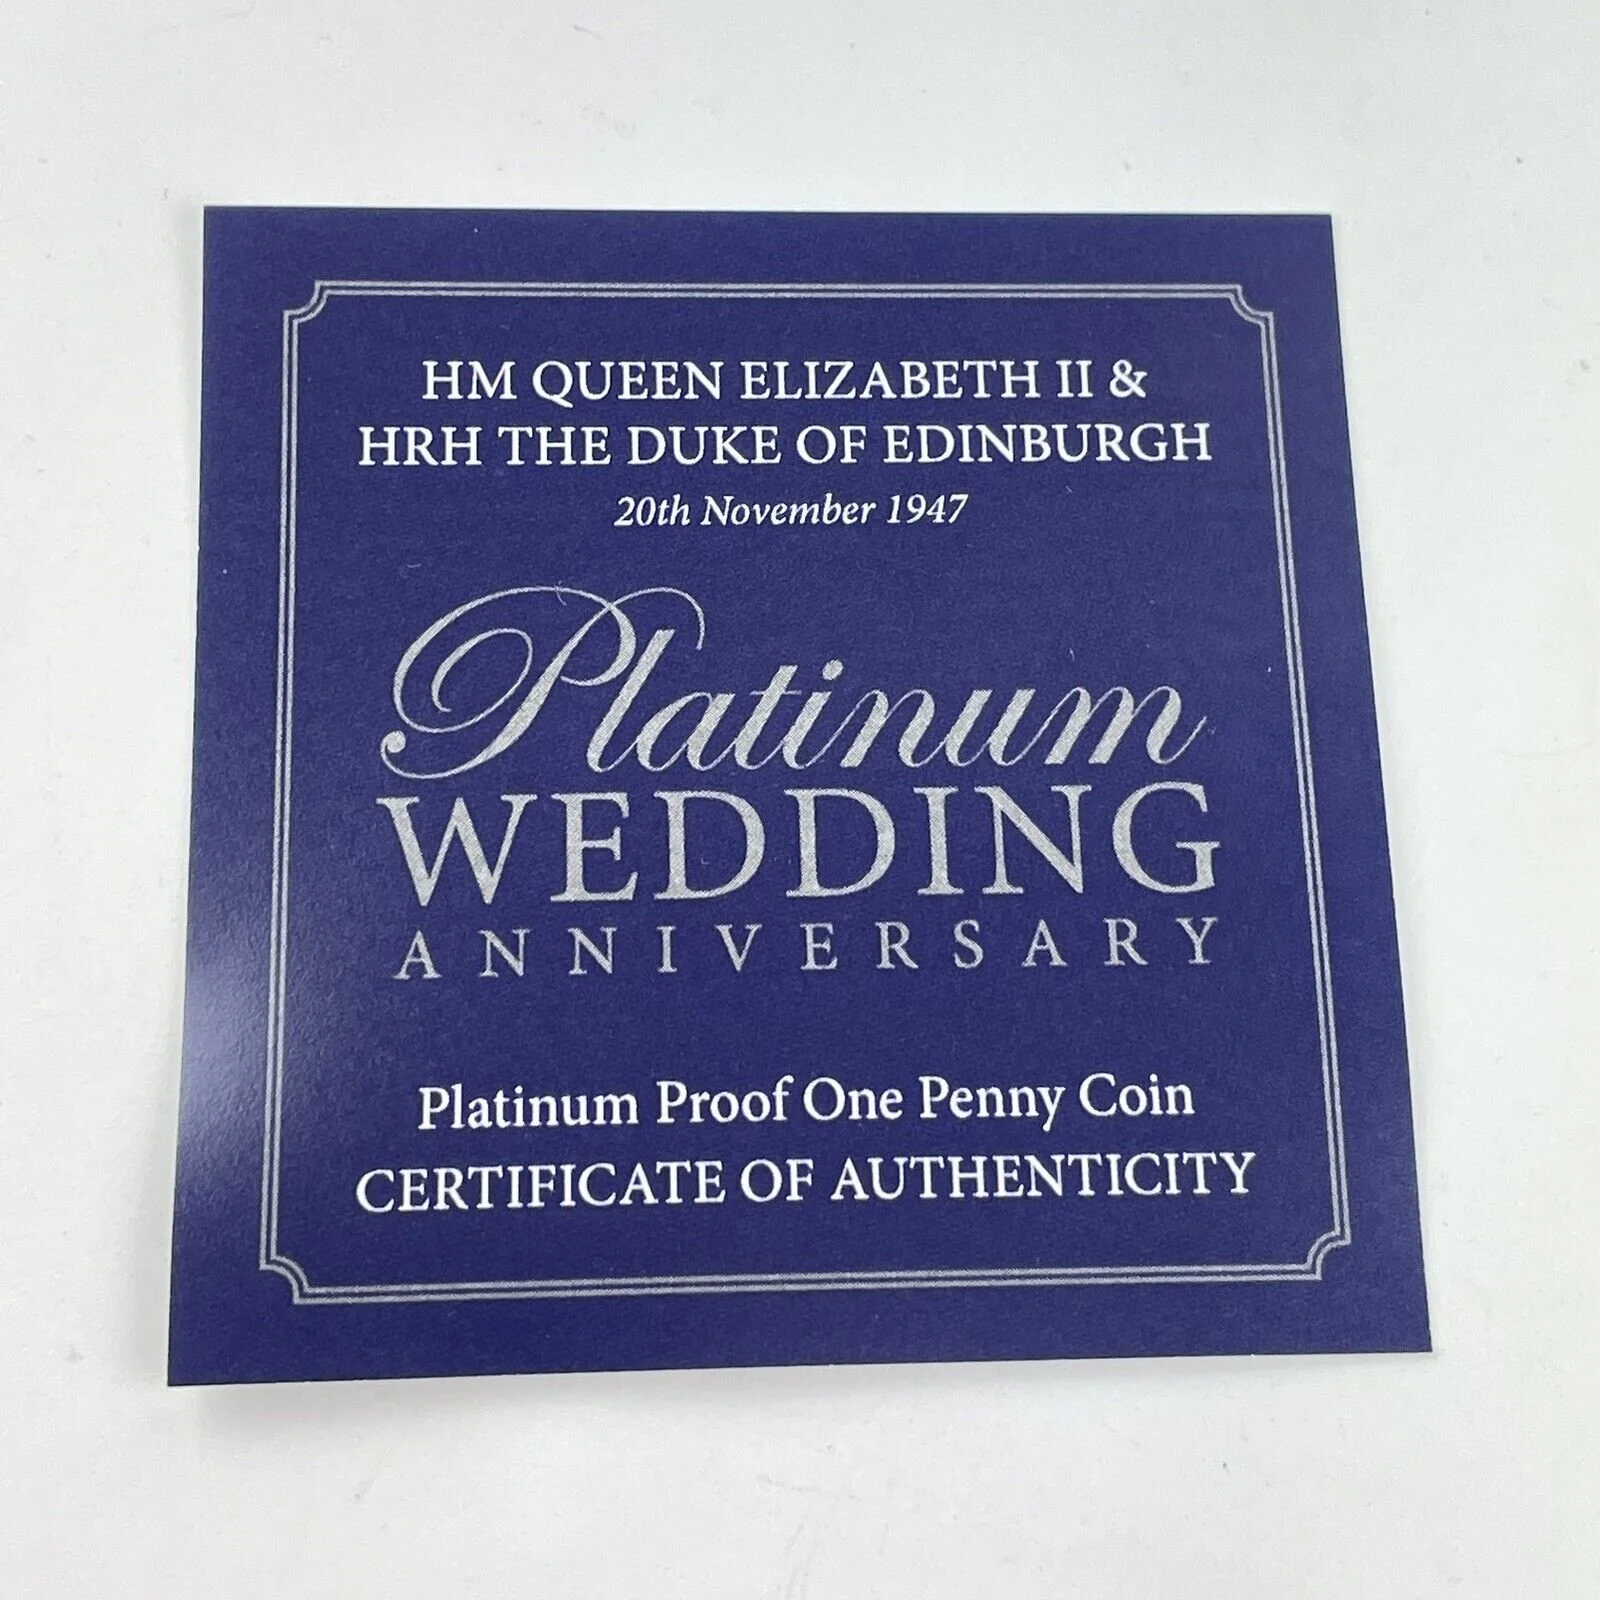 HM QUEEN ELIZABETH II &
HRH THE DUKE OF EDINBURGH
20th November 1947
Platinum
WEDDING
ANNIVERSARY
Platinum Proof One Penny Coin
CERTIFICATE OF AUTHENTICITY